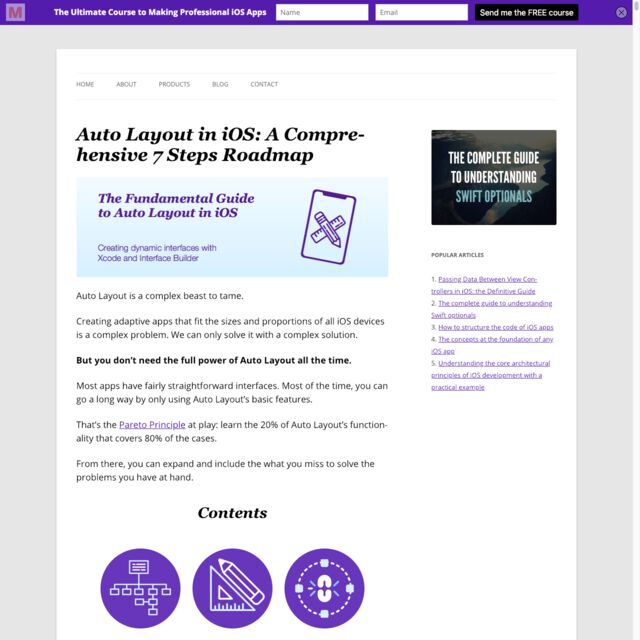 M
The Ultimate Course to Making Professional iOS Apps
Name
Email
Send me the FREE course
HOME
ABOUT
PRODUCTS
BLOG
CONTACT
Auto Layout in iOS: A Compre-
hensive 7 Steps Roadmap
The Fundamental Guide
to Auto Layout in iOS
Creating dynamic interfaces with
Xcode and Interface Builder
Auto Layout is a complex beast to tame.
Creating adaptive apps that fit the sizes and proportions of all iOS devices
is a complex problem. We can only solve it with a complex solution.
But you don’t need the full power of Auto Layout all the time.
Most apps have fairly straightforward interfaces. Most of the time, you can
go a long way by only using Auto Layout’s basic features.
That’s the Pareto Principle at play: learn the 20% of Auto Layout’s function-
ality that covers 80% of the cases.
From there, you can expand and include the what you miss to solve the
problems you have at hand.
Contents
THE COMPLETE GUIDE
TO UNDERSTANDING
SWIFT OPTIONALS
POPULAR ARTICLES
1. Passing Data Between View Con-
trollers in iOS: the Definitive Guide
2. The complete guide to understanding
Swift optionals
3. How to structure the code of iOS apps
4. The concepts at the foundation of any
iOS app
5. Understanding the core architectural
principles of iOS development with a
practical example